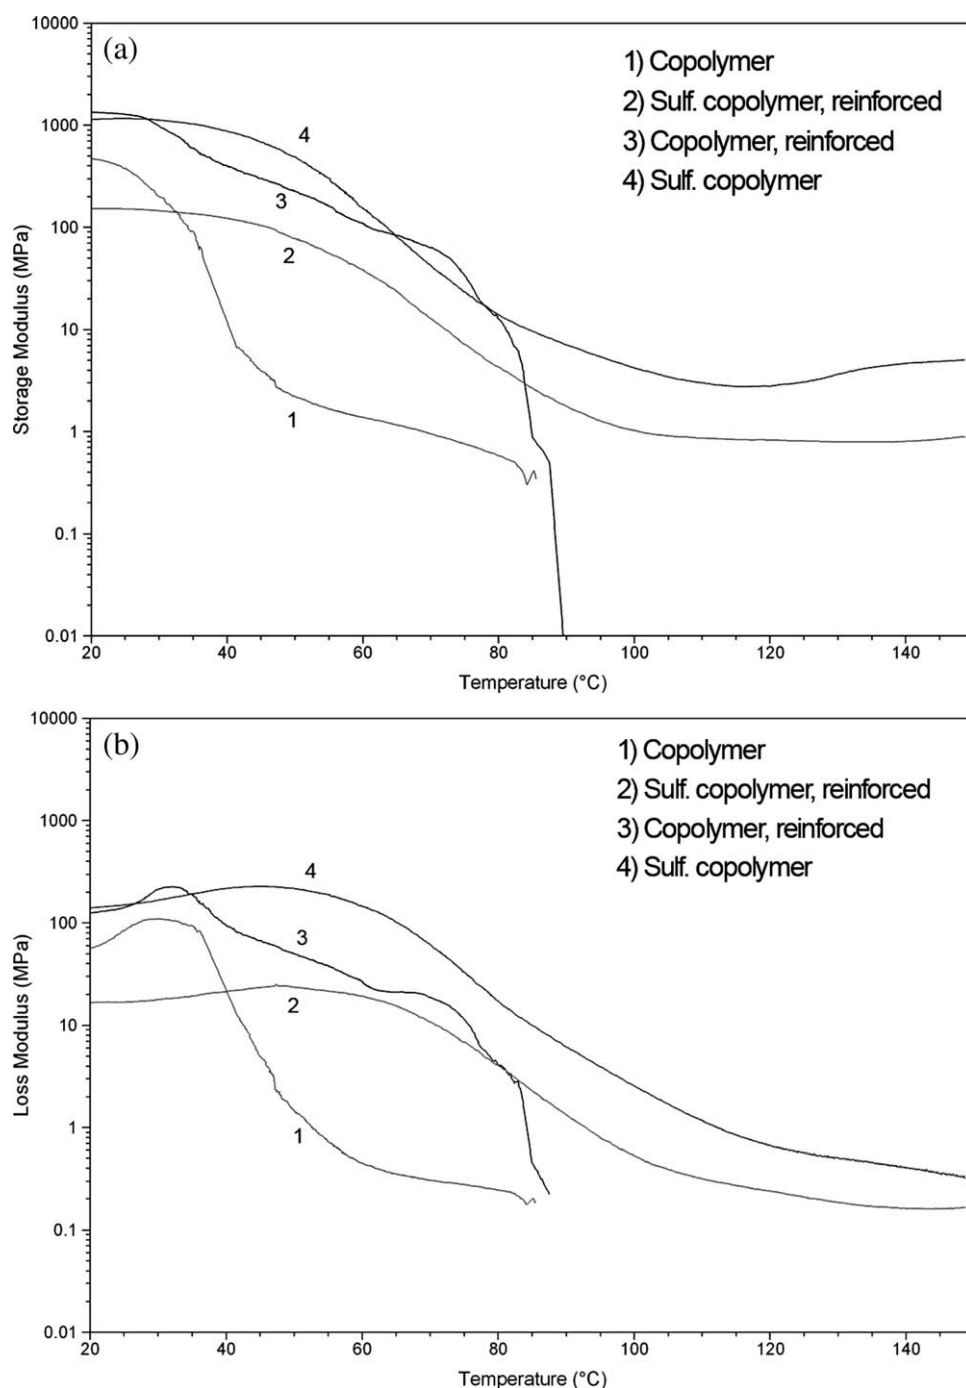 (a)
1) Copolymer
2) Sulf. copolymer, reinforced
3) Copolymer, reinforced
4) Sulf. copolymer
Storage Modulus (MPa)
10000
1000
100
10
1
0.1
0.01
4
3
2
1
20 40 60 80 100 120 140
Temperature (°C)
(b)
1) Copolymer
2) Sulf. copolymer, reinforced
3) Copolymer, reinforced
4) Sulf. copolymer
Loss Modulus (MPa)
10000
1000
100
10
1
0.1
0.01
4
3
2
1
20 40 60 80 100 120 140
Temperature (°C)